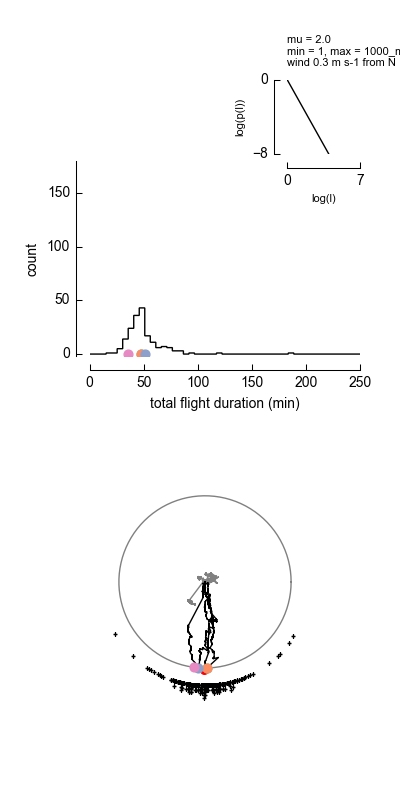 mu = 2.0
min = 1, max = 1000_m
wind 0.3 m s-1 from N
0
log(p(l))
−8
0 7
log(l)
150
100
count
50
0
0 50 100 150 200 250
total flight duration (min)